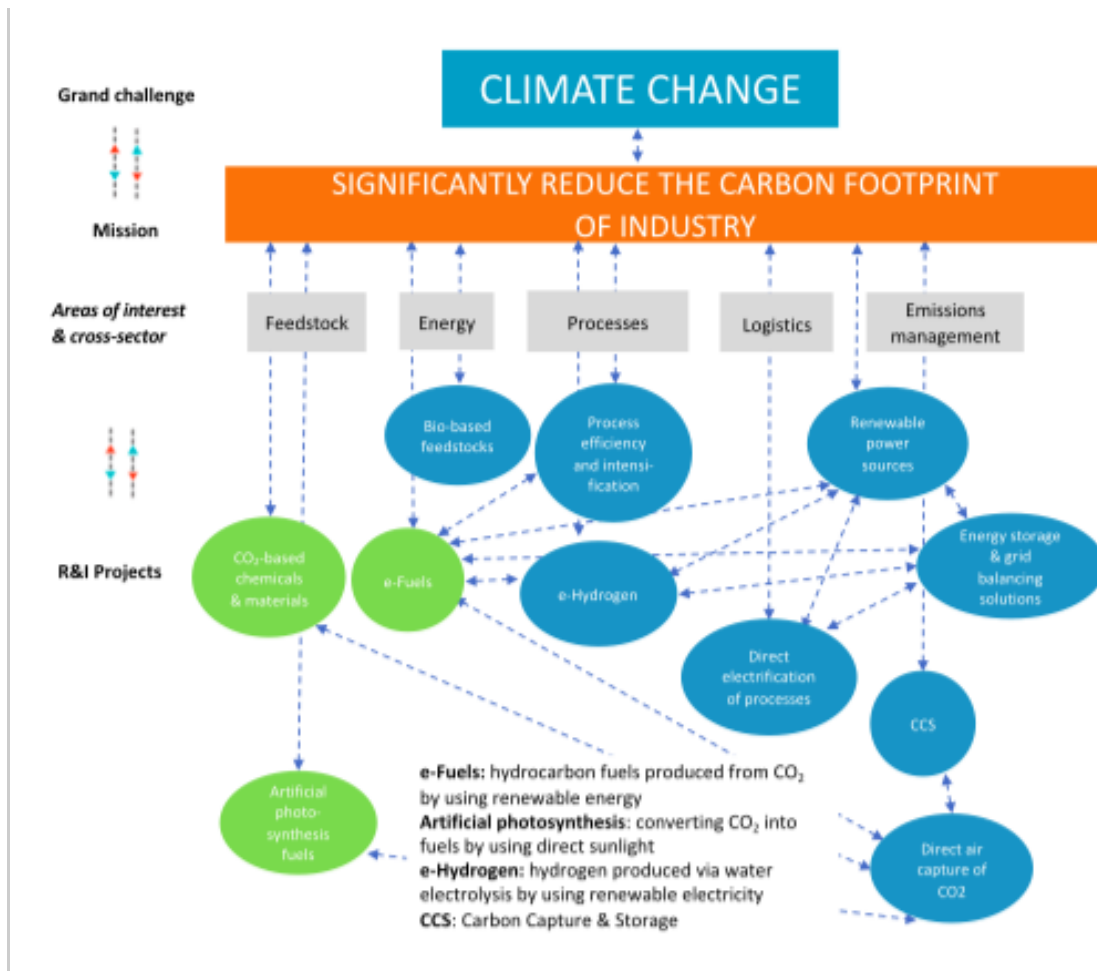 CLIMATE CHANGE
Grand challenge
SIGNIFICANTLY REDUCE THE CARBON FOOTPRINT
OF INDUSTRY
Mission
Areas of interest
& cross-sector
Feedstock
Energy
Processes
Logistics
Emissions
management
Bio-based
feedstocks
Process
efficiency
and intensi-
fication
Renewable
power
sources
R&I Projects
CO₂-based
chemicals
& materials
e-Fuels
e-Hydrogen
Energy storage
& grid
balancing
solutions
Direct
electrification
of processes
CCS
Artificial
photo-
synthesis
fuels
e-Fuels: hydrocarbon fuels produced from CO₂
by using renewable energy
Artificial photosynthesis: converting CO₂ into
fuels by using direct sunlight
e-Hydrogen: hydrogen produced via water
electrolysis by using renewable electricity
CCS: Carbon Capture & Storage
Direct air
capture of
CO2